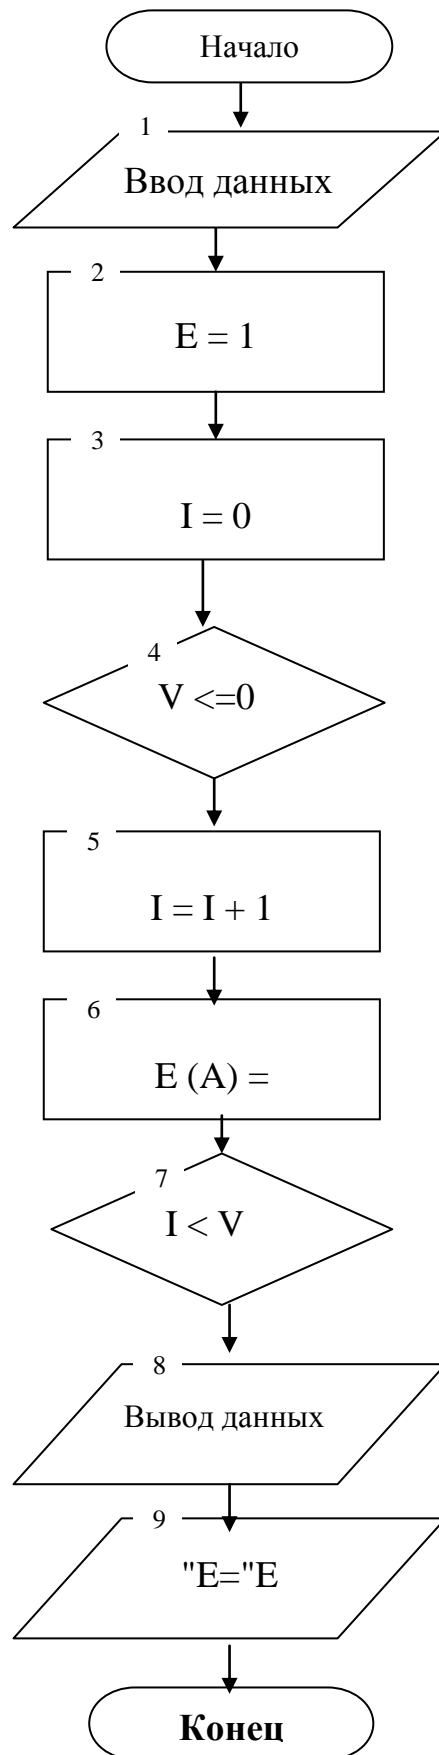 Начало
1
Ввод данных
2
E = 1
3
I = 0
4
V <=0
5
I = I + 1
6
E (A) =
7
I < V
8
Вывод данных
9
"E="E
Конец